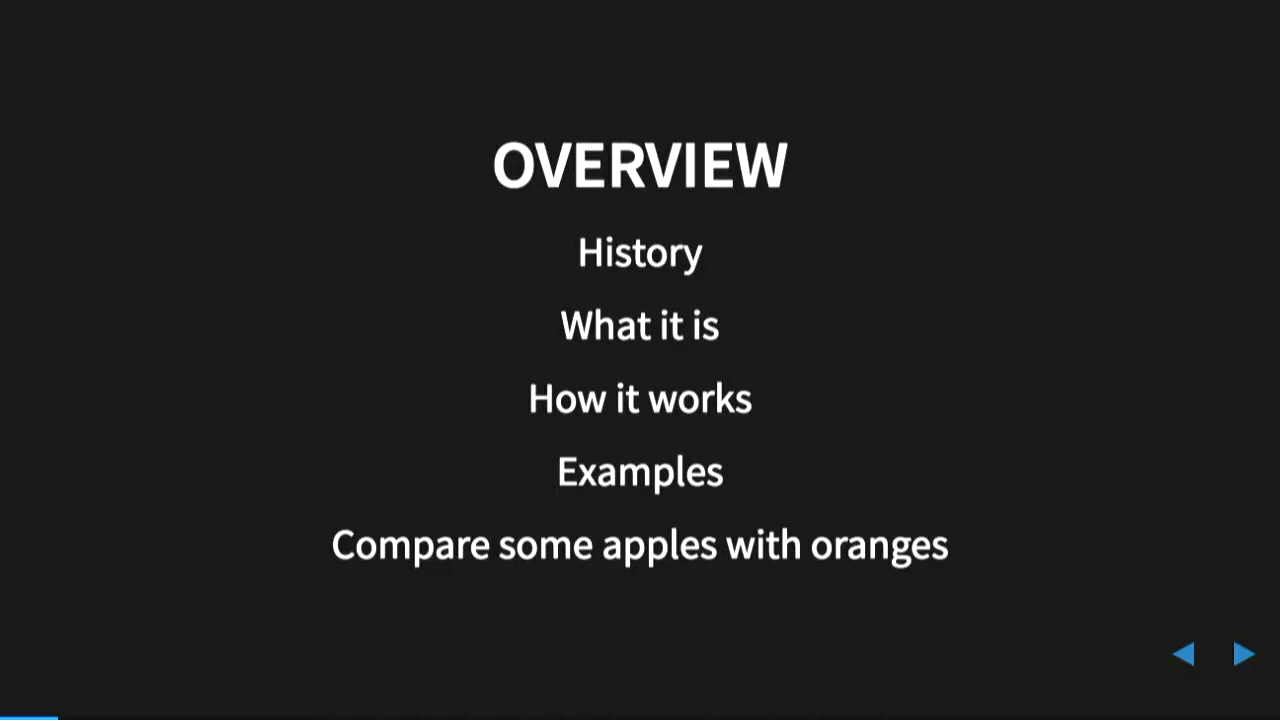 OVERVIEW
History
What it is
How it works
Examples
Compare some apples with oranges